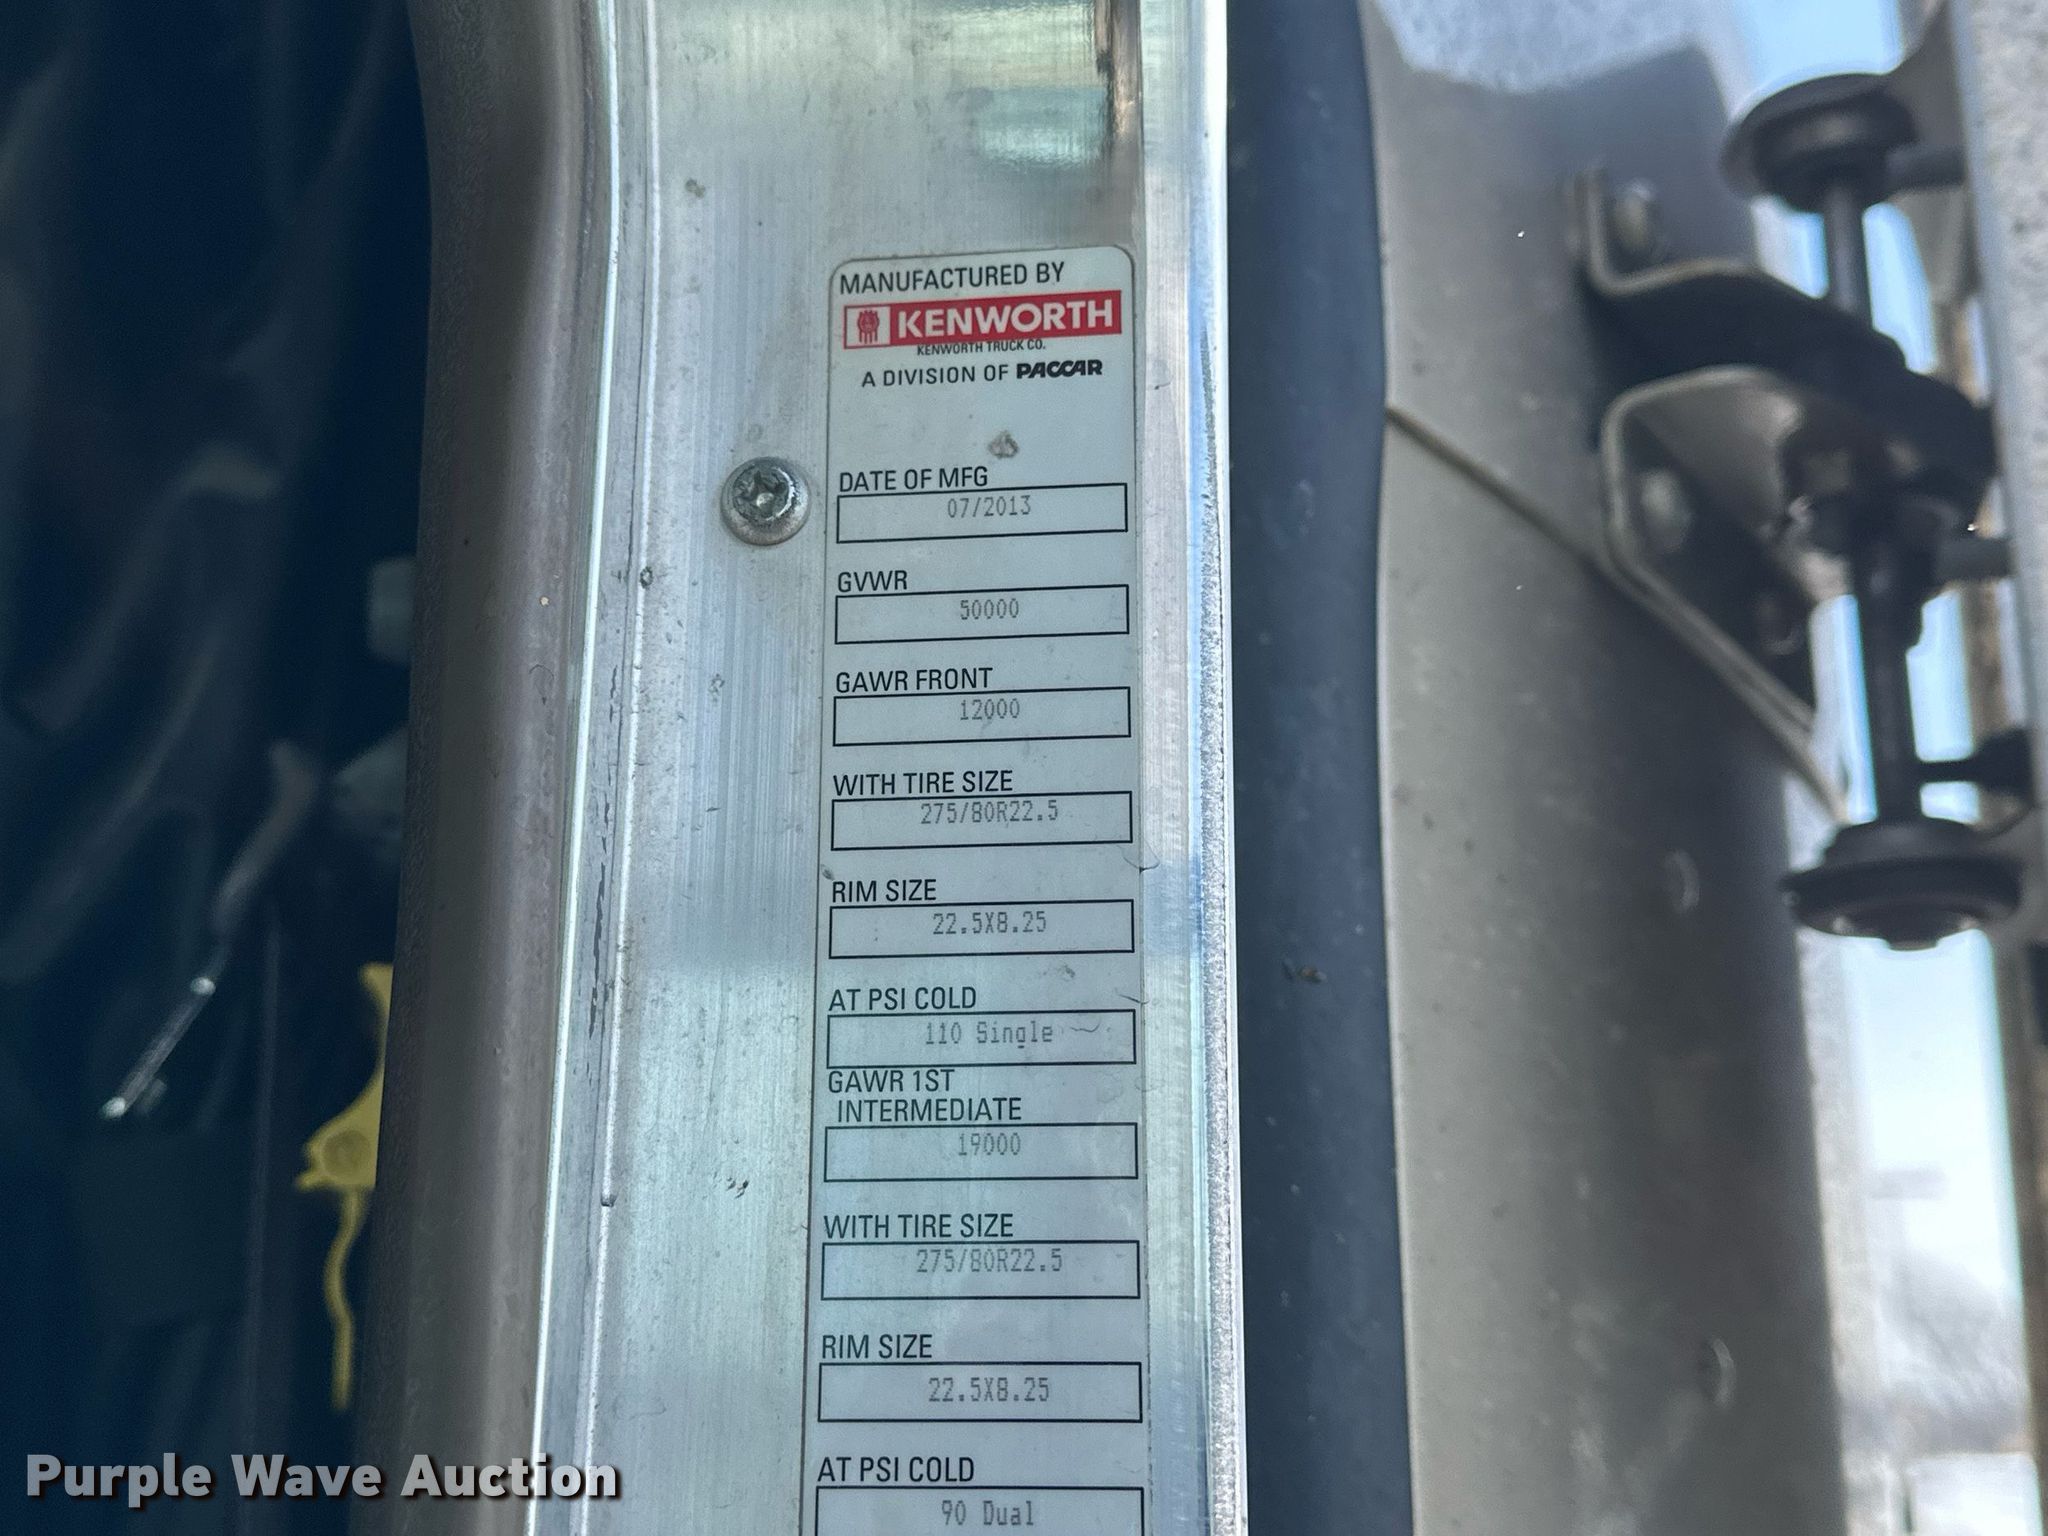 MANUFACTURED BY
KENWORTH
KENWORTH TRUCK CO.
A DIVISION OF PACCAR
DATE OF MFG
07/2013
GVWR
50000
GAWR FRONT
12000
WITH TIRE SIZE
275/80R22.5
RIM SIZE
22.5X8.25
AT PSI COLD
110 Single
GAWR 1ST
INTERMEDIATE
19000
WITH TIRE SIZE
275/80R22.5
RIM SIZE
22.5X8.25
AT PSI COLD
90 Dual
Purple Wave Auction